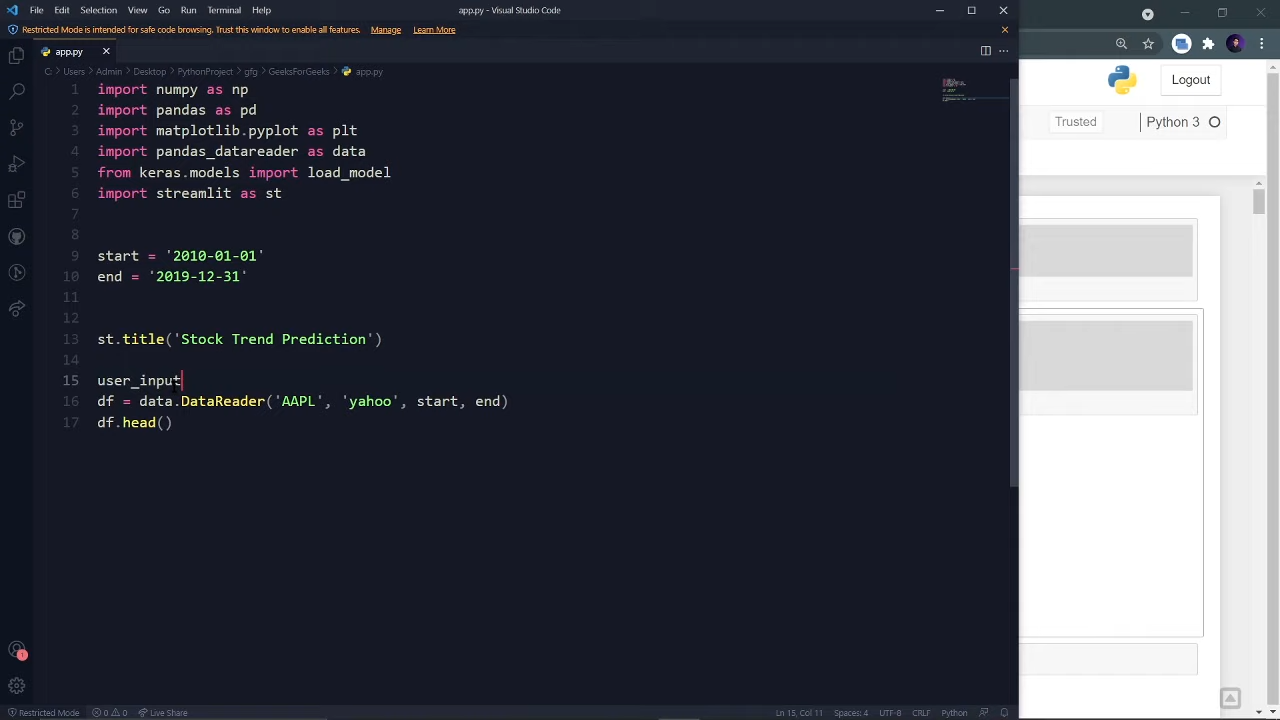 File Edit Selection View Go Run Terminal Help app.py - Visual Studio Code
Restricted Mode is intended for safe code browsing. Trust this window to enable all features. Manage Learn More
app.py
C: > Users > Admin > Desktop > PythonProject > gfg > GeeksForGeeks > app.py
1 import numpy as np
2 import pandas as pd
3 import matplotlib.pyplot as plt
4 import pandas_datareader as data
5 from keras.models import load_model
6 import streamlit as st
7
8
9 start = '2010-01-01'
10 end = '2019-12-31'
11
12
13 st.title('Stock Trend Prediction')
14
15 user_input
16 df = data.DataReader('AAPL', 'yahoo', start, end)
17 df.head()
Logout
Trusted Python 3
1
Restricted Mode 0 0 Live Share Ln 15, Col 11 Spaces: 4 UTF-8 CRLF Python